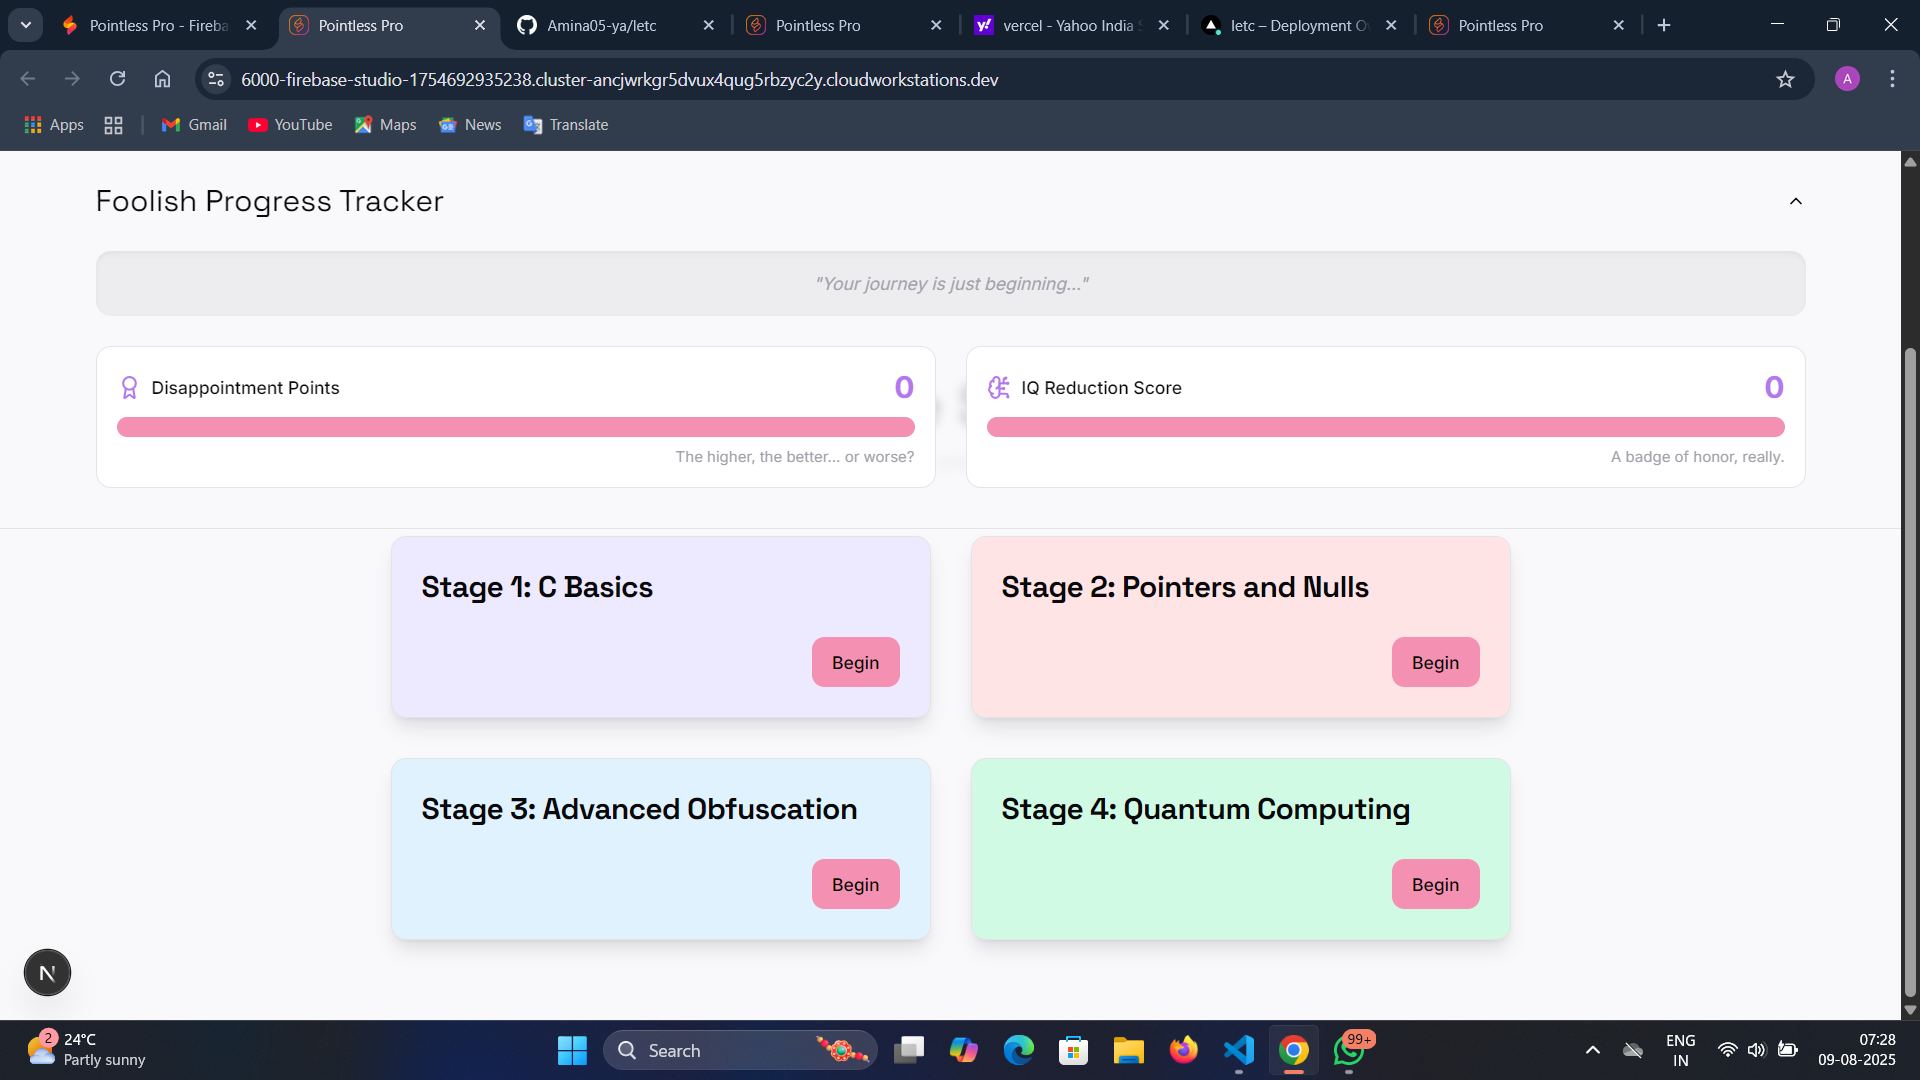 Pointless Pro - Fireba
Pointless Pro
Amina05-ya/letc
Pointless Pro
vercel - Yahoo India S
letc – Deployment Ov
Pointless Pro
6000-firebase-studio-1754692935238.cluster-ancjwrkgr5dvux4qug5rbzyc2y.cloudworkstations.dev
A
Apps
Gmail
YouTube
Maps
News
Translate
Foolish Progress Tracker
"Your journey is just beginning..."
Disappointment Points
0
The higher, the better... or worse?
IQ Reduction Score
0
A badge of honor, really.
Stage 1: C Basics
Begin
Stage 2: Pointers and Nulls
Begin
Stage 3: Advanced Obfuscation
Begin
Stage 4: Quantum Computing
Begin
N
2
24°C
Partly sunny
Search
99+
ENG
IN
07:28
09-08-2025